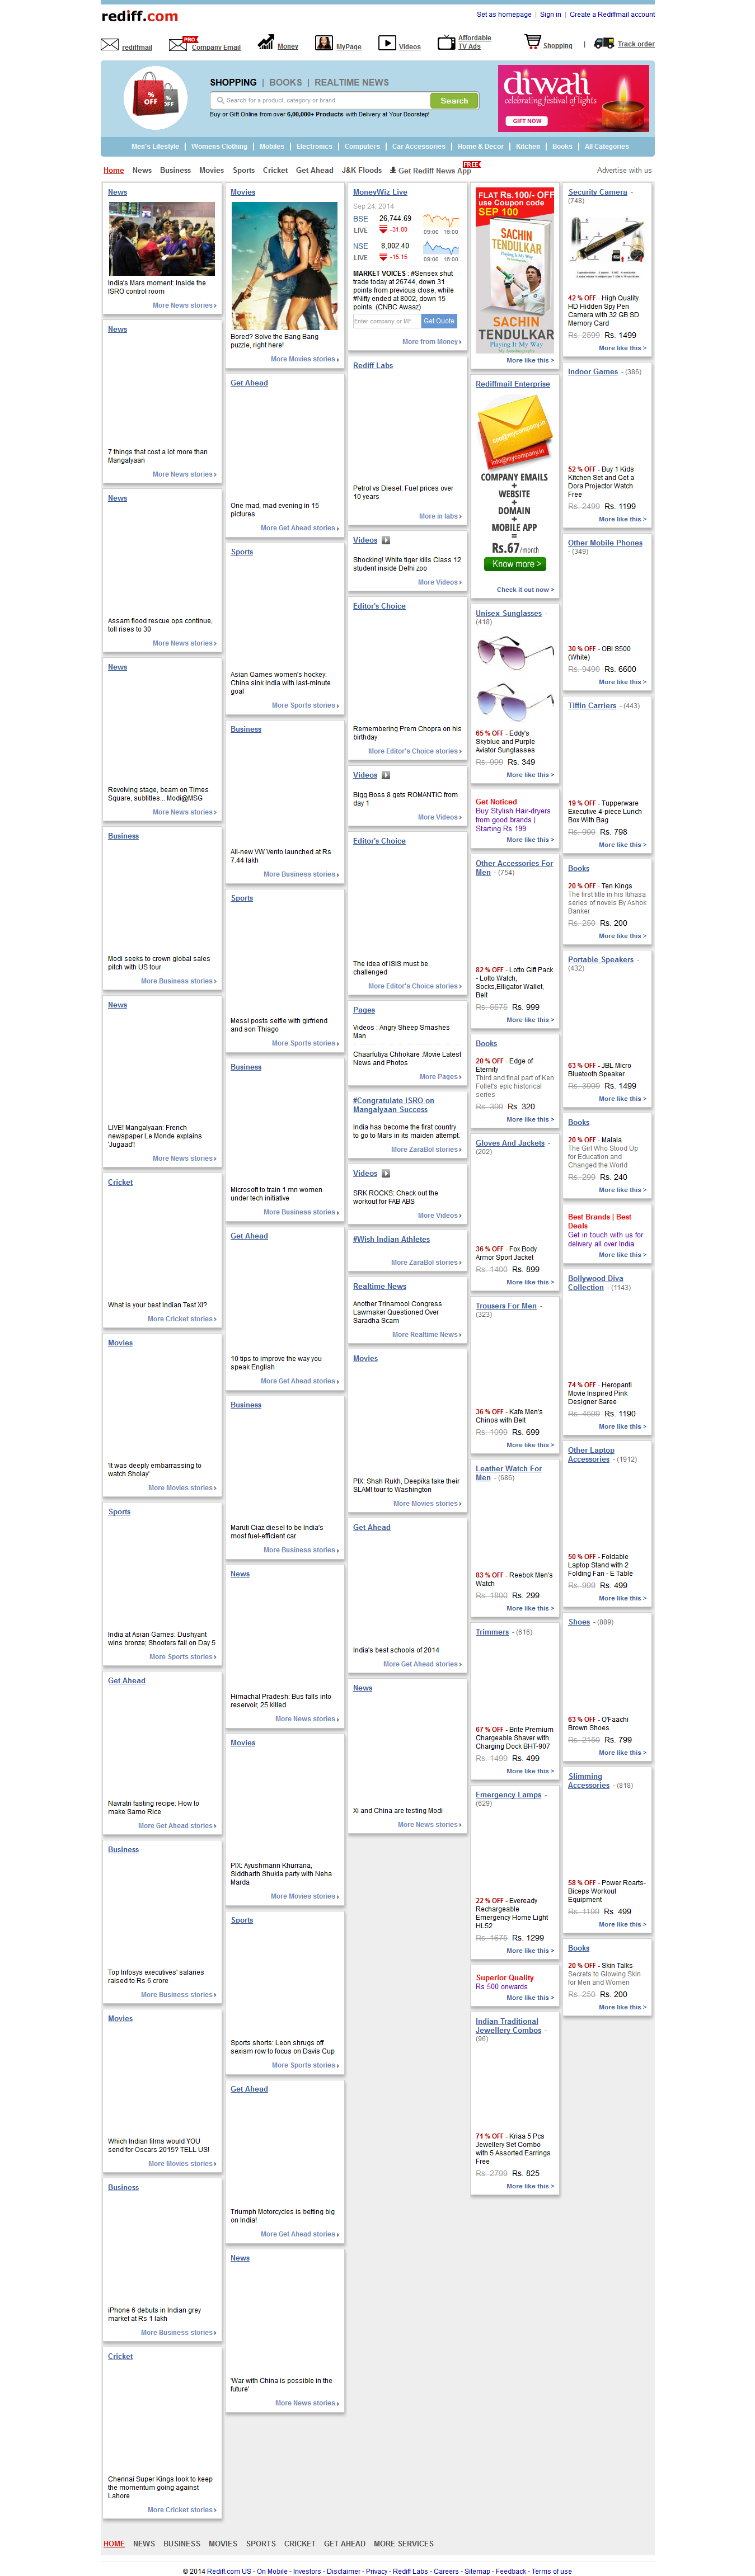 rediff.com
Set as homepage | Sign in | Create a Rediffmail account
rediffmail
PRO
Company Email
Money
MyPage
Videos
Affordable
TV Ads
Shopping
|
Track order
% OFF
% OFF
SHOPPING | BOOKS | REALTIME NEWS
Search for a product, category or brand
Search
Buy or Gift Online from over 6,00,000+ Products with Delivery at Your Doorstep!
diwali
celebrating festival of lights
GIFT NOW
Men's Lifestyle | Womens Clothing | Mobiles | Electronics | Computers | Car Accessories | Home & Decor | Kitchen | Books | All Categories
Home News Business Movies Sports Cricket Get Ahead J&K Floods Get Rediff News App
FREE
Advertise with us
News
India's Mars moment: Inside the
ISRO control room
More News stories
News
7 things that cost a lot more than
Mangalyaan
More News stories
News
Assam flood rescue ops continue,
toll rises to 30
More News stories
News
Revolving stage, beam on Times
Square, subtitles... Modi@MSG
More News stories
Business
Modi seeks to crown global sales
pitch with US tour
More Business stories
News
LIVE! Mangalyaan: French
newspaper Le Monde explains
'Jugaad'!
More News stories
Cricket
What is your best Indian Test XI?
More Cricket stories
Movies
'It was deeply embarrassing to
watch Sholay'
More Movies stories
Sports
India at Asian Games: Dushyant
wins bronze; Shooters fail on Day 5
More Sports stories
Get Ahead
Navratri fasting recipe: How to
make Samo Rice
More Get Ahead stories
Business
Top Infosys executives' salaries
raised to Rs 6 crore
More Business stories
Movies
Which Indian films would YOU
send for Oscars 2015? TELL US!
More Movies stories
Business
iPhone 6 debuts in Indian grey
market at Rs 1 lakh
More Business stories
Cricket
Chennai Super Kings look to keep
the momentum going against
Lahore
More Cricket stories
Movies
Bored? Solve the Bang Bang
puzzle, right here!
More Movies stories
Get Ahead
One mad, mad evening in 15
pictures
More Get Ahead stories
Sports
Asian Games women's hockey:
China sink India with last-minute
goal
More Sports stories
Business
All-new VW Vento launched at Rs
7.44 lakh
More Business stories
Sports
Messi posts selfie with girlfriend
and son Thiago
More Sports stories
Business
Microsoft to train 1 mn women
under tech initiative
More Business stories
Get Ahead
10 tips to improve the way you
speak English
More Get Ahead stories
Business
Maruti Ciaz diesel to be India's
most fuel-efficient car
More Business stories
News
Himachal Pradesh: Bus falls into
reservoir, 25 killed
More News stories
Movies
PIX: Ayushmann Khurrana,
Siddharth Shukla party with Neha
Marda
More Movies stories
Sports
Sports shorts: Leon shrugs off
sexism row to focus on Davis Cup
More Sports stories
Get Ahead
Triumph Motorcycles is betting big
on India!
More Get Ahead stories
News
'War with China is possible in the
future'
More News stories
MoneyWiz Live
Sep 24, 2014
BSE 26,744.69
LIVE -31.00 09:00 16:00
NSE 8,002.40
LIVE -15.15 09:00 16:00
MARKET VOICES : #Sensex shut
trade today at 26744, down 31
points from previous close, while
#Nifty ended at 8002, down 15
points. (CNBC Awaaz)
Enter company or MF Get Quote
More from Money
Rediff Labs
Petrol vs Diesel: Fuel prices over
10 years
More in labs
Videos
Shocking! White tiger kills Class 12
student inside Delhi zoo
More Videos
Editor's Choice
Remembering Prem Chopra on his
birthday
More Editor's Choice stories
Videos
Bigg Boss 8 gets ROMANTIC from
day 1
More Videos
Editor's Choice
The idea of ISIS must be
challenged
More Editor's Choice stories
Pages
Videos : Angry Sheep Smashes
Man
Chaarfutiya Chhokare :Movie Latest
News and Photos
More Pages
#Congratulate ISRO on
Mangalyaan Success
India has become the first country
to go to Mars in its maiden attempt.
More ZaraBol stories
Videos
SRK ROCKS: Check out the
workout for FAB ABS
More Videos
#Wish Indian Athletes
More ZaraBol stories
Realtime News
Another Trinamool Congress
Lawmaker Questioned Over
Saradha Scam
More Realtime News
Movies
PIX: Shah Rukh, Deepika take their
SLAM! tour to Washington
More Movies stories
Get Ahead
India's best schools of 2014
More Get Ahead stories
News
Xi and China are testing Modi
More News stories
FLAT Rs.100/- OFF
use Coupon code
SEP 100
SACHIN
TENDULKAR
Playing It My Way
SACHIN
TENDULKAR
Playing It My Way
My Autobiography
More like this >
Rediffmail Enterprise
ceo@mycompany.com
info@mycompany.com
COMPANY EMAILS
+
WEBSITE
+
DOMAIN
+
MOBILE APP
=
Rs.67/month
Know more >
Check it out now >
Unisex Sunglasses -
(418)
65 % OFF - Eddy's
Skyblue and Purple
Aviator Sunglasses
Rs. 999 Rs. 349
More like this >
Get Noticed
Buy Stylish Hair-dryers
from good brands |
Starting Rs 199
More like this >
Other Accessories For
Men - (754)
82 % OFF - Lotto Gift Pack
- Lotto Watch,
Socks,Elligator Wallet,
Belt
Rs. 5575 Rs. 999
More like this >
Books
20 % OFF - Edge of
Eternity
Third and final part of Ken
Follet's epic historical
series
Rs. 399 Rs. 320
More like this >
Gloves And Jackets -
(202)
36 % OFF - Fox Body
Armor Sport Jacket
Rs. 1400 Rs. 899
More like this >
Trousers For Men -
(323)
36 % OFF - Kafe Men's
Chinos with Belt
Rs. 1099 Rs. 699
More like this >
Leather Watch For
Men - (686)
83 % OFF - Reebok Men's
Watch
Rs. 1800 Rs. 299
More like this >
Trimmers - (616)
67 % OFF - Brite Premium
Chargeable Shaver with
Charging Dock BHT-907
Rs. 1499 Rs. 499
More like this >
Emergency Lamps -
(629)
22 % OFF - Eveready
Rechargeable
Emergency Home Light
HL52
Rs. 1675 Rs. 1299
More like this >
Superior Quality
Rs 500 onwards
More like this >
Indian Traditional
Jewellery Combos -
(96)
71 % OFF - Kriaa 5 Pcs
Jewellery Set Combo
with 5 Assorted Earrings
Free
Rs. 2799 Rs. 825
More like this >
Security Camera -
(748)
42 % OFF - High Quality
HD Hidden Spy Pen
Camera with 32 GB SD
Memory Card
Rs. 2599 Rs. 1499
More like this >
Indoor Games - (386)
52 % OFF - Buy 1 Kids
Kitchen Set and Get a
Dora Projector Watch
Free
Rs. 2499 Rs. 1199
More like this >
Other Mobile Phones
- (349)
30 % OFF - OBI S500
(White)
Rs. 9490 Rs. 6600
More like this >
Tiffin Carriers - (443)
19 % OFF - Tupperware
Executive 4-piece Lunch
Box With Bag
Rs. 990 Rs. 798
More like this >
Books
20 % OFF - Ten Kings
The first title in his Itihasa
series of novels By Ashok
Banker
Rs. 250 Rs. 200
More like this >
Portable Speakers -
(432)
63 % OFF - JBL Micro
Bluetooth Speaker
Rs. 3999 Rs. 1499
More like this >
Books
20 % OFF - Malala
The Girl Who Stood Up
for Education and
Changed the World
Rs. 299 Rs. 240
More like this >
Best Brands | Best
Deals
Get in touch with us for
delivery all over India
More like this >
Bollywood Diva
Collection - (1143)
74 % OFF - Heropanti
Movie Inspired Pink
Designer Saree
Rs. 4599 Rs. 1190
More like this >
Other Laptop
Accessories - (1912)
50 % OFF - Foldable
Laptop Stand with 2
Folding Fan - E Table
Rs. 999 Rs. 499
More like this >
Shoes - (889)
63 % OFF - O'Faachi
Brown Shoes
Rs. 2150 Rs. 799
More like this >
Slimming
Accessories - (818)
58 % OFF - Power Roarts-
Biceps Workout
Equipment
Rs. 1199 Rs. 499
More like this >
Books
20 % OFF - Skin Talks
Secrets to Glowing Skin
for Men and Women
Rs. 250 Rs. 200
More like this >
HOME NEWS BUSINESS MOVIES SPORTS CRICKET GET AHEAD MORE SERVICES
© 2014 Rediff.com US - On Mobile - Investors - Disclaimer - Privacy - Rediff Labs - Careers - Sitemap - Feedback - Terms of use